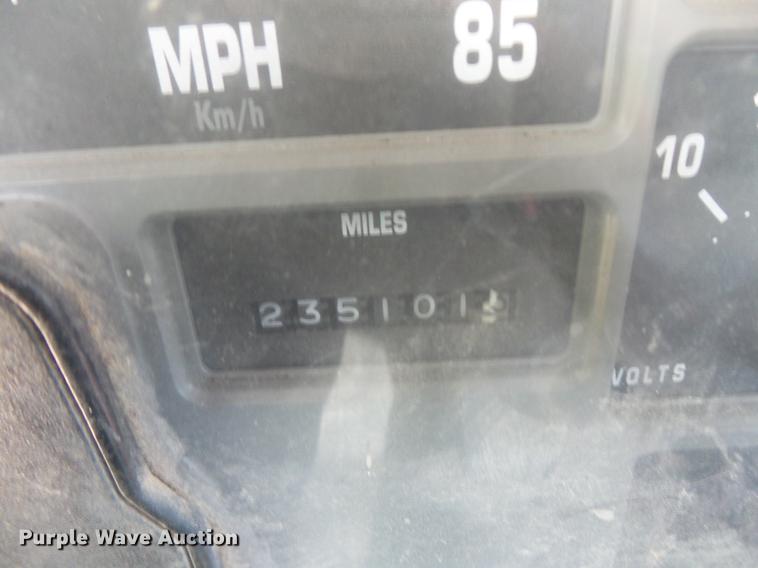 MPH 85
Km/h
10
MILES
235101
VOLTS
Purple Wave Auction